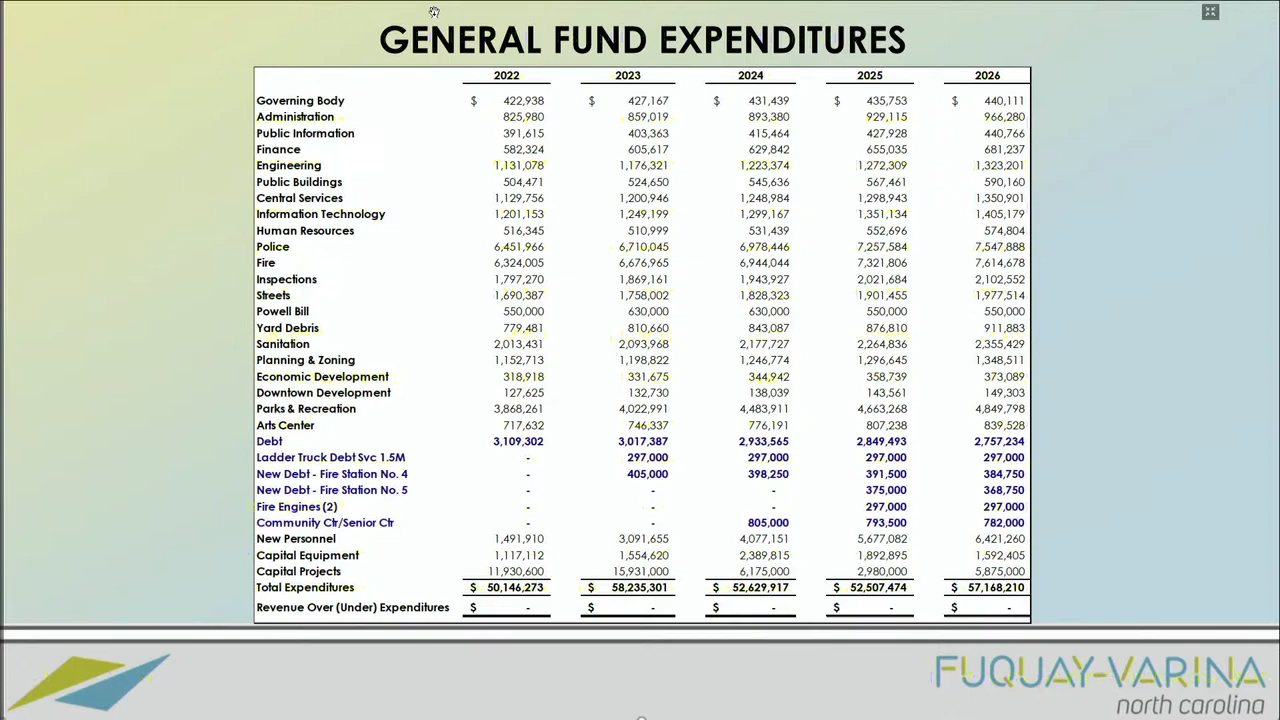 GENERAL FUND EXPENDITURES
2022 2023 2024 2025 2026
Governing Body $ 422,938 $ 427,167 $ 431,439 $ 435,753 $ 440,111
Administration 825,980 859,019 893,380 929,115 966,280
Public Information 391,615 403,363 415,464 427,928 440,766
Finance 582,324 605,617 629,842 655,035 681,237
Engineering 1,131,078 1,176,321 1,223,374 1,272,309 1,323,201
Public Buildings 504,471 524,650 545,636 567,461 590,160
Central Services 1,129,756 1,200,946 1,248,984 1,298,943 1,350,901
Information Technology 1,201,153 1,249,199 1,299,167 1,351,134 1,405,179
Human Resources 516,345 510,999 531,439 552,696 574,804
Police 6,451,966 6,710,045 6,978,446 7,257,584 7,547,888
Fire 6,324,005 6,676,965 6,944,044 7,321,806 7,614,678
Inspections 1,797,270 1,869,161 1,943,927 2,021,684 2,102,552
Streets 1,690,387 1,758,002 1,828,323 1,901,455 1,977,514
Powell Bill 550,000 630,000 630,000 550,000 550,000
Yard Debris 779,481 810,660 843,087 876,810 911,883
Sanitation 2,013,431 2,093,968 2,177,727 2,264,836 2,355,429
Planning & Zoning 1,152,713 1,198,822 1,246,774 1,296,645 1,348,511
Economic Development 318,918 331,675 344,942 358,739 373,089
Downtown Development 127,625 132,730 138,039 143,561 149,303
Parks & Recreation 3,868,261 4,022,991 4,483,911 4,663,268 4,849,798
Arts Center 717,632 746,337 776,191 807,238 839,528
Debt 3,109,302 3,017,387 2,933,565 2,849,493 2,757,234
Ladder Truck Debt Svc 1.5M - 297,000 297,000 297,000 297,000
New Debt - Fire Station No. 4 - 405,000 398,250 391,500 384,750
New Debt - Fire Station No. 5 - - - 375,000 368,750
Fire Engines (2) - - - 297,000 297,000
Community Ctr/Senior Ctr - - 805,000 793,500 782,000
New Personnel 1,491,910 3,091,655 4,077,151 5,677,082 6,421,260
Capital Equipment 1,117,112 1,554,620 2,389,815 1,892,895 1,592,405
Capital Projects 11,930,600 15,931,000 6,175,000 2,980,000 5,875,000
Total Expenditures $ 50,146,273 $ 58,235,301 $ 52,629,917 $ 52,507,474 $ 57,168,210
Revenue Over (Under) Expenditures $ - $ - $ - $ - $ -
FUQUAY-VARINA
north carolina